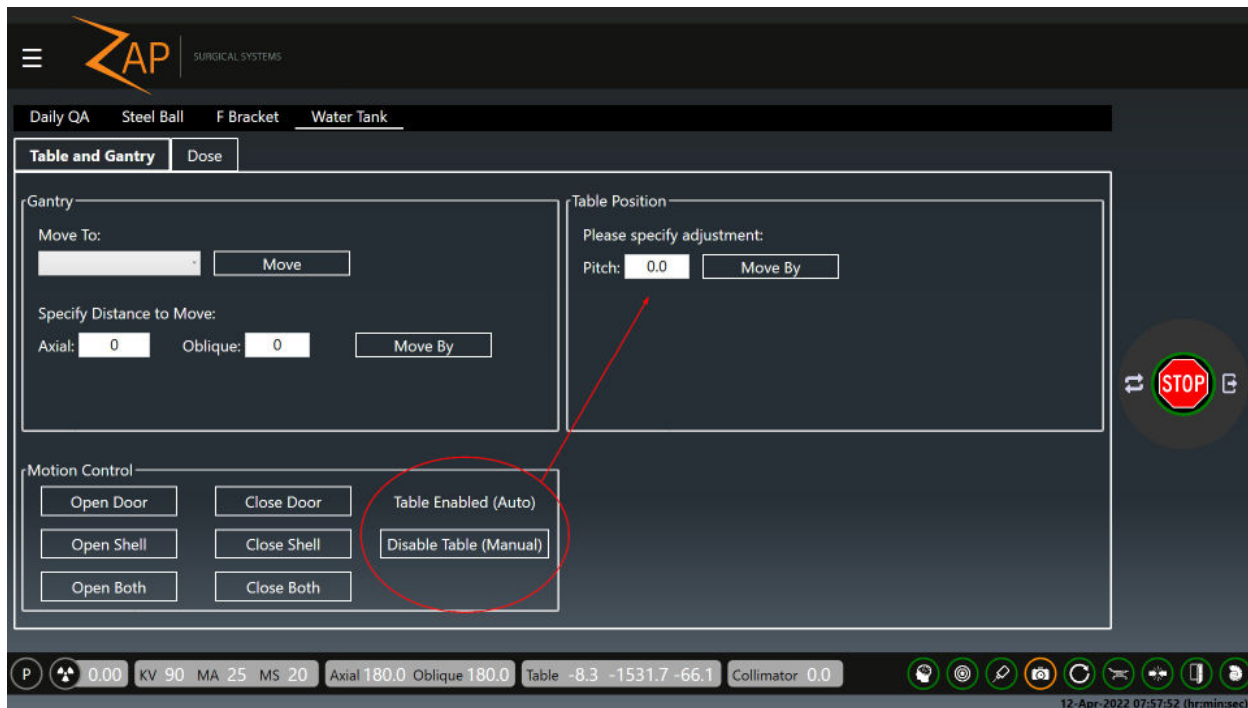 ZAP SURGICAL SYSTEMS
Daily QA Steel Ball F Bracket Water Tank
Table and Gantry Dose
Gantry
Move To:
Move
Specify Distance to Move:
Axial: 0 Oblique: 0 Move By
Table Position
Please specify adjustment:
Pitch: 0.0 Move By
STOP
Motion Control
Open Door Close Door Table Enabled (Auto)
Open Shell Close Shell Disable Table (Manual)
Open Both Close Both
P 0.00 KV 90 MA 25 MS 20 Axial 180.0 Oblique 180.0 Table -8.3 -1531.7 -66.1 Collimator 0.0
12-Apr-2022 07:57:52 (hr:min:sec)